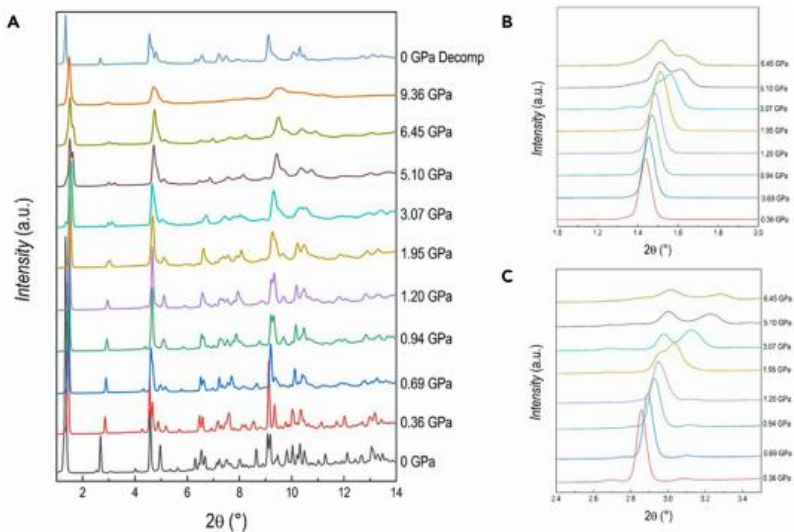 A
0 GPa Decomp
9.36 GPa
6.45 GPa
5.10 GPa
3.07 GPa
1.95 GPa
1.20 GPa
0.94 GPa
0.69 GPa
0.36 GPa
0 GPa
Intensity (a.u.)
2 4 6 8 10 12 14
2θ (°)
B
6.45 GPa
5.10 GPa
3.07 GPa
1.95 GPa
1.20 GPa
0.94 GPa
0.69 GPa
0.36 GPa
Intensity (a.u.)
1.0 1.2 1.4 1.6 1.8 2.0
2θ (°)
C
6.45 GPa
5.10 GPa
3.07 GPa
1.95 GPa
1.20 GPa
0.94 GPa
0.69 GPa
0.36 GPa
Intensity (a.u.)
2.4 2.6 2.8 3.0 3.2 3.4
2θ (°)